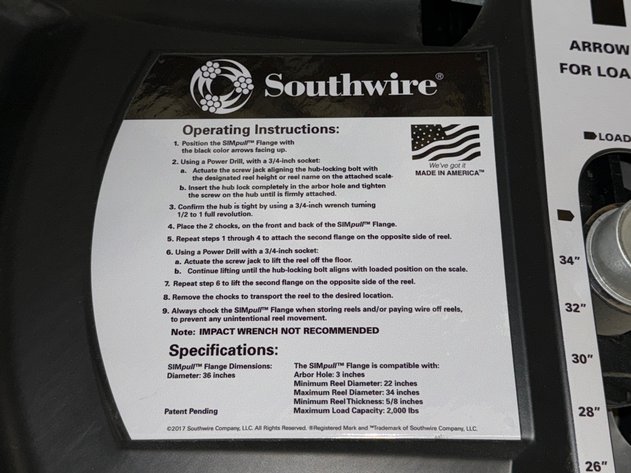 Southwire®
Operating Instructions:
1. Position the SIMpull™ Flange with
the black color arrows facing up.
2. Using a Power Drill, with a 3/4-inch socket:
a. Actuate the screw jack aligning the hub-locking bolt with
the designated reel height or reel name on the attached scale.
b. Insert the hub lock completely in the arbor hole and tighten
the screw on the hub until is firmly attached.
3. Confirm the hub is tight by using a 3/4-inch wrench turning
1/2 to 1 full revolution.
4. Place the 2 chocks, on the front and back of the SIMpull™ Flange.
5. Repeat steps 1 through 4 to attach the second flange on the opposite side of reel.
6. Using a Power Drill with a 3/4-inch socket:
a. Actuate the screw jack to lift the reel off the floor.
b. Continue lifting until the hub-locking bolt aligns with loaded position on the scale.
7. Repeat step 6 to lift the second flange on the opposite side of the reel.
8. Remove the chocks to transport the reel to the desired location.
9. Always chock the SIMpull™ Flange when storing reels and/or paying wire off reels,
to prevent any unintentional reel movement.
Note: IMPACT WRENCH NOT RECOMMENDED
We've got it
MADE IN AMERICA™
Specifications:
SIMpull™ Flange Dimensions:
Diameter: 36 inches
The SIMpull™ Flange is compatible with:
Arbor Hole: 3 inches
Minimum Reel Diameter: 22 inches
Maximum Reel Diameter: 34 inches
Minimum Reel Thickness: 5/8 inches
Maximum Load Capacity: 2,000 lbs
Patent Pending
©2017 Southwire Company, LLC. All Rights Reserved. ®Registered Mark and ™Trademark of Southwire Company, LLC.
ARROW
FOR LOA
LOAD
34"
32"
30"
28"
26"